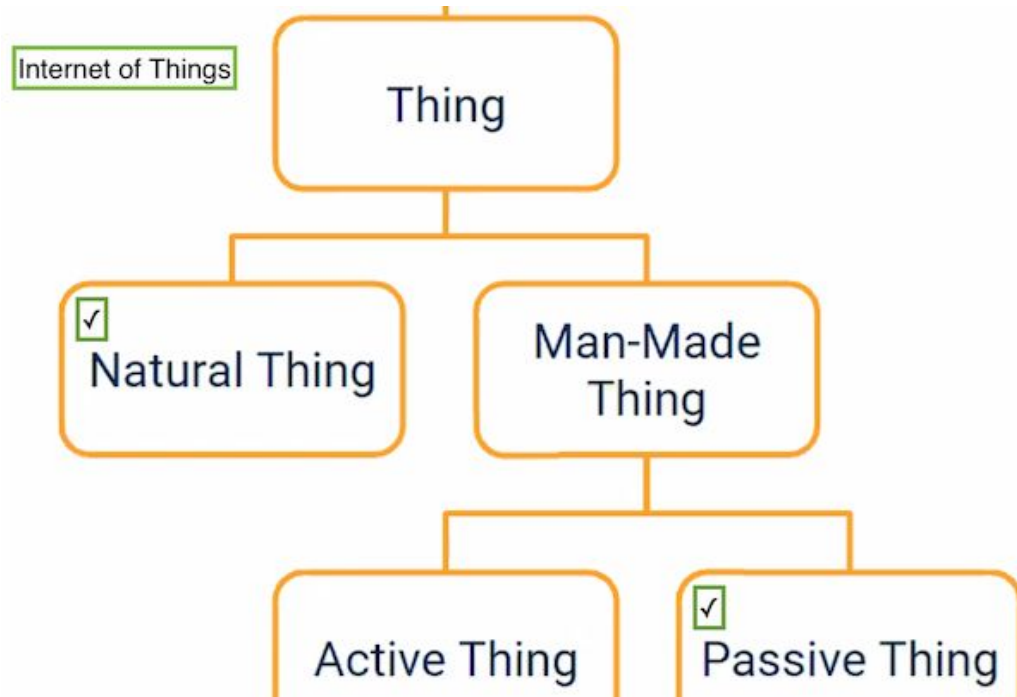 Internet of Things
Thing
✓
Natural Thing
Man-Made
Thing
Active Thing
✓
Passive Thing